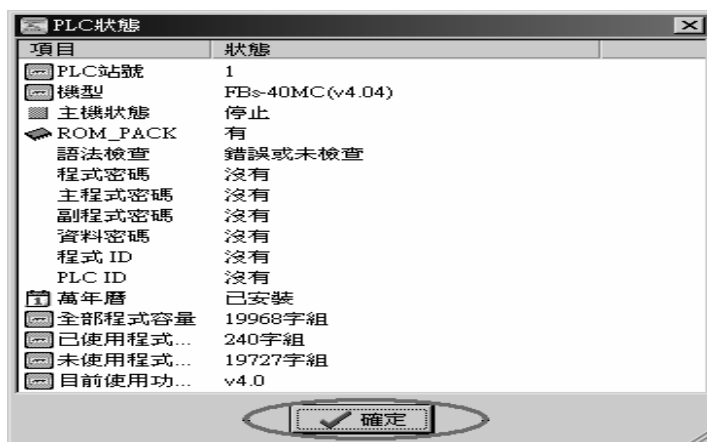 PLC狀態
項目 狀態
PLC站號 1
機型 FBs-40MC(v4.04)
主機狀態 停止
ROM_PACK 有
語法檢查 錯誤或未檢查
程式密碼 沒有
主程式密碼 沒有
副程式密碼 沒有
資料密碼 沒有
程式 ID 沒有
PLC ID 沒有
萬年曆 已安裝
全部程式容量 19968字組
已使用程式... 240字組
未使用程式... 19727字組
目前使用功... v4.0
確定